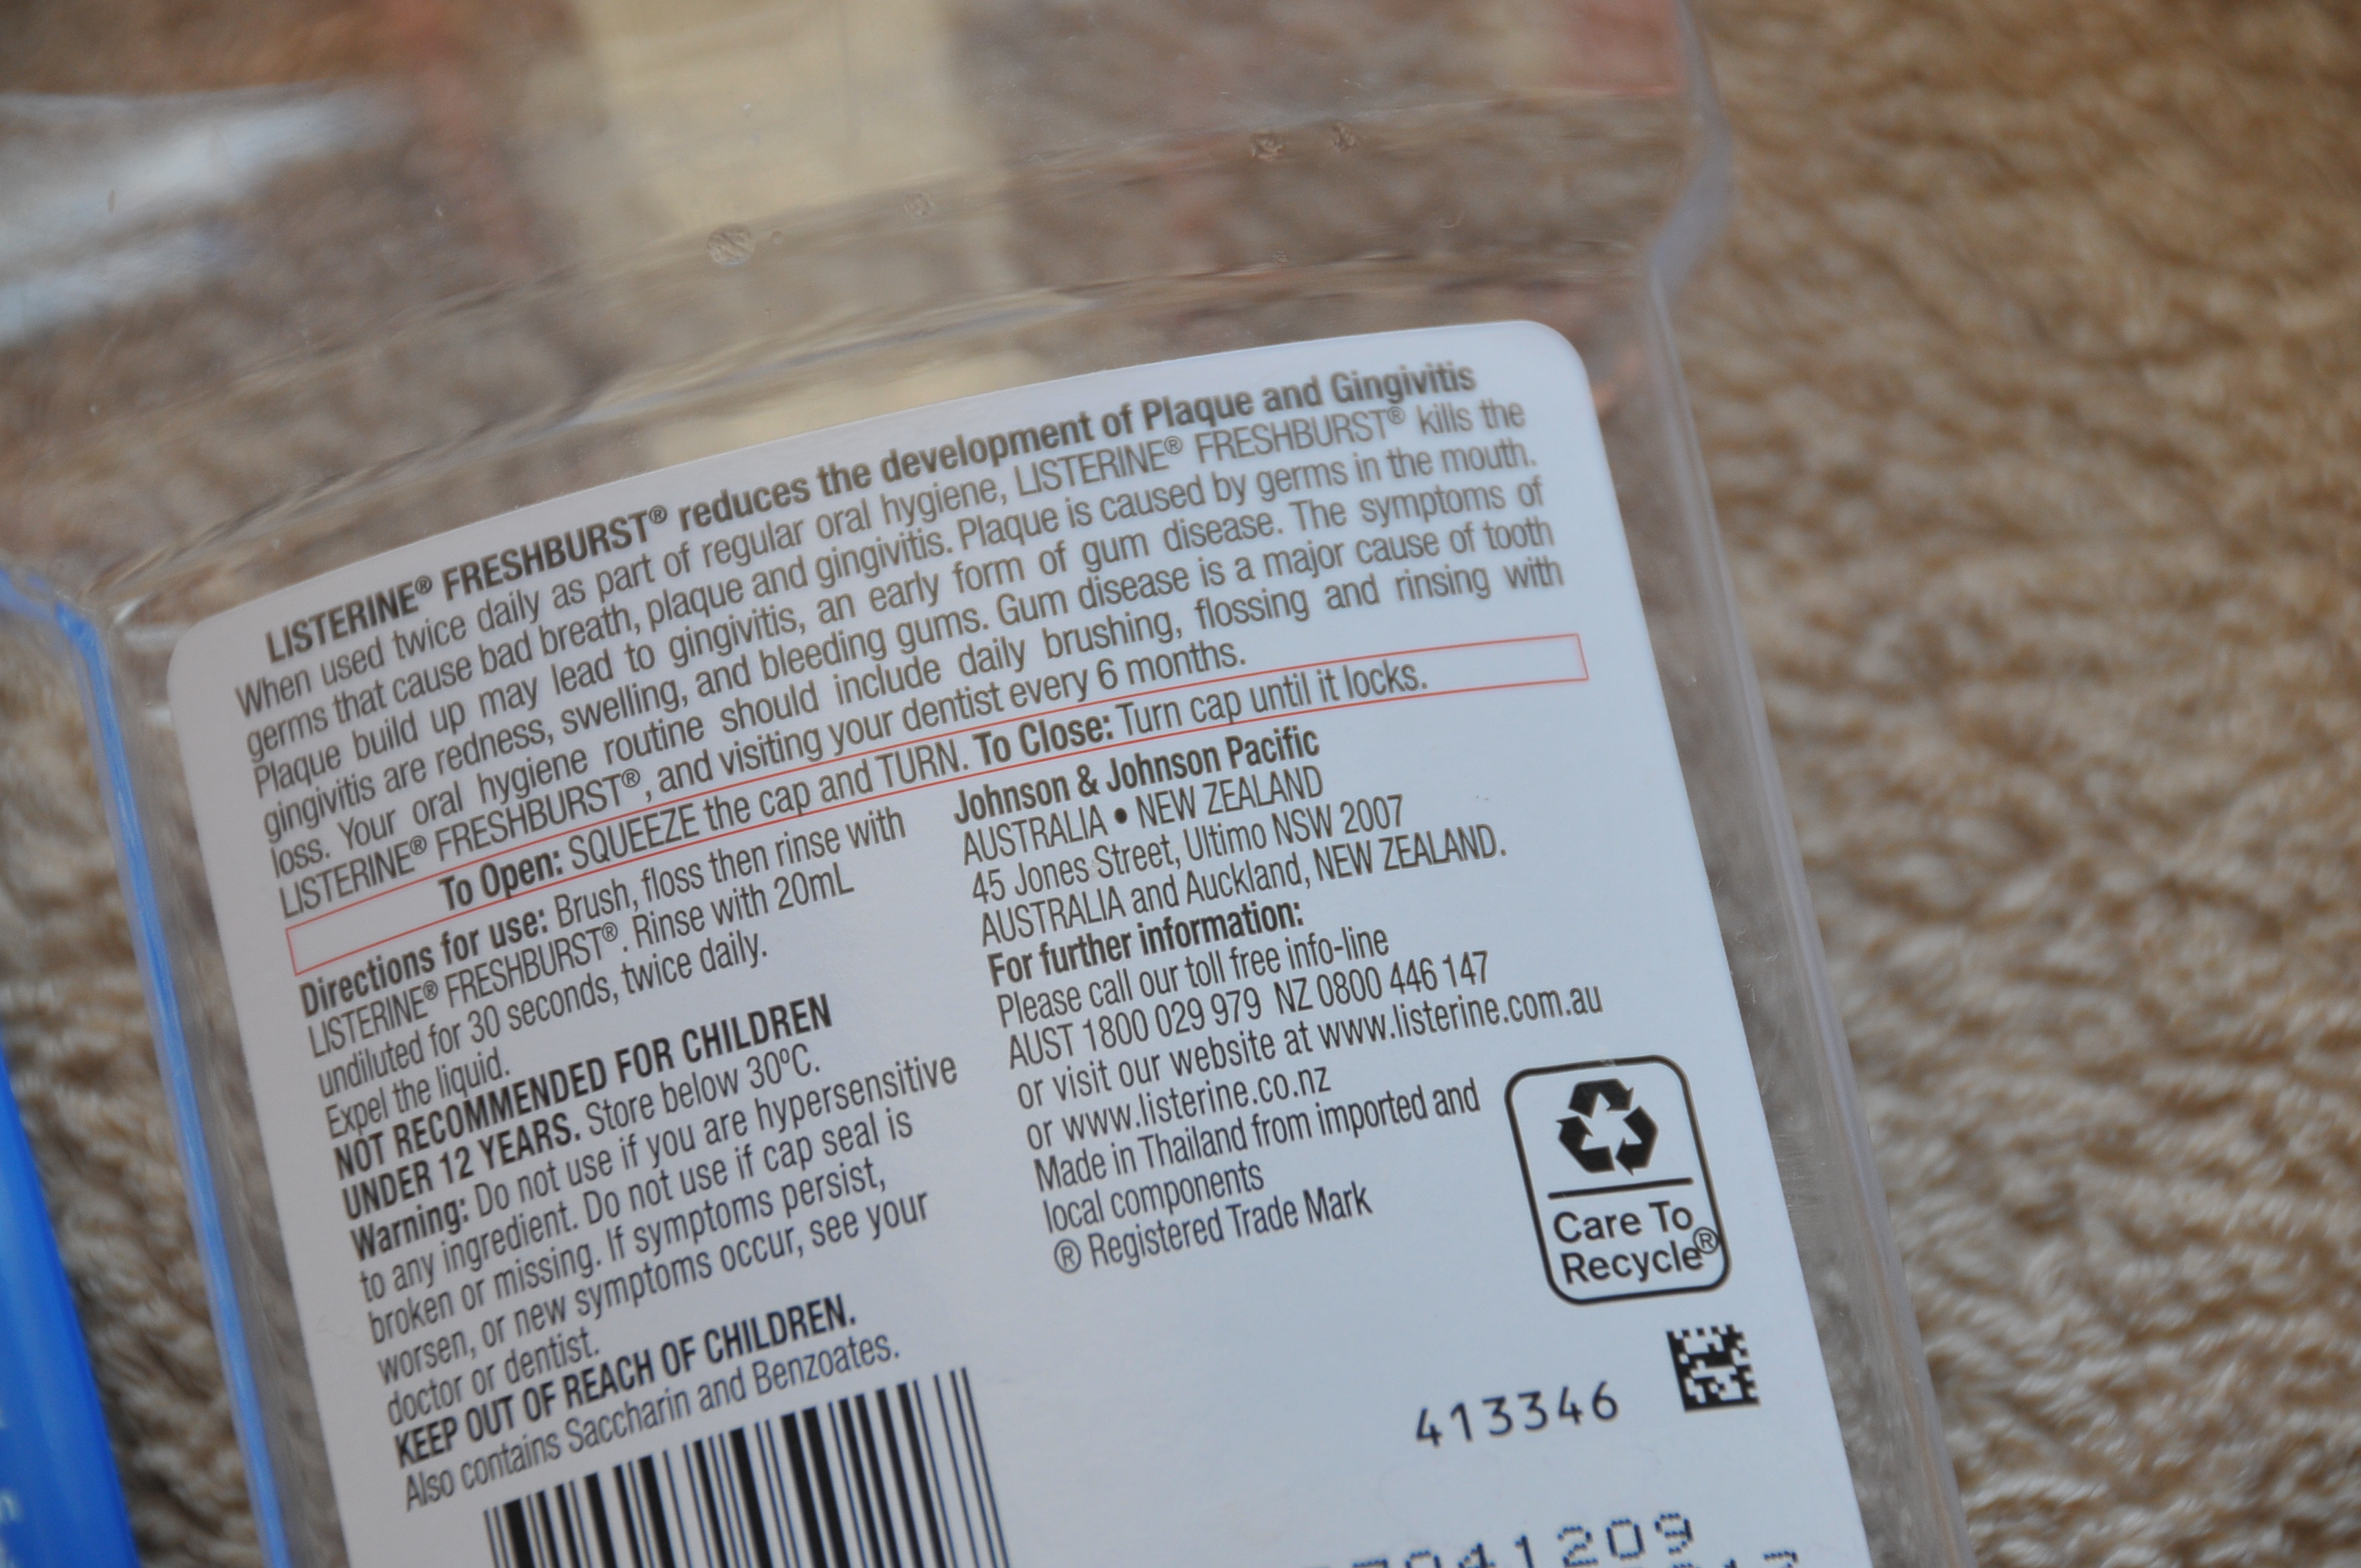 LISTERINE® FRESHBURST® reduces the development of Plaque and Gingivitis
When used twice daily as part of regular oral hygiene, LISTERINE® FRESHBURST® kills the
germs that cause bad breath, plaque and gingivitis. Plaque is caused by germs in the mouth.
Plaque build up may lead to gingivitis, an early form of gum disease. The symptoms of
gingivitis are redness, swelling, and bleeding gums. Gum disease is a major cause of tooth
loss. Your oral hygiene routine should include daily brushing, flossing and rinsing with
LISTERINE® FRESHBURST®, and visiting your dentist every 6 months.
To Open: SQUEEZE the cap and TURN. To Close: Turn cap until it locks.
Directions for use: Brush, floss then rinse with
LISTERINE® FRESHBURST®. Rinse with 20mL
undiluted for 30 seconds, twice daily.
Expel the liquid.
NOT RECOMMENDED FOR CHILDREN
UNDER 12 YEARS. Store below 30ºC.
Warning: Do not use if you are hypersensitive
to any ingredient. Do not use if cap seal is
broken or missing. If symptoms persist,
worsen, or new symptoms occur, see your
doctor or dentist.
KEEP OUT OF REACH OF CHILDREN.
Also contains Saccharin and Benzoates.
Johnson & Johnson Pacific
AUSTRALIA • NEW ZEALAND
45 Jones Street, Ultimo NSW 2007
AUSTRALIA and Auckland, NEW ZEALAND.
For further information:
Please call our toll free info-line
AUST 1800 029 979 NZ 0800 446 147
or visit our website at www.listerine.com.au
or www.listerine.co.nz
Made in Thailand from imported and
local components
® Registered Trade Mark
Care To
Recycle®
413346